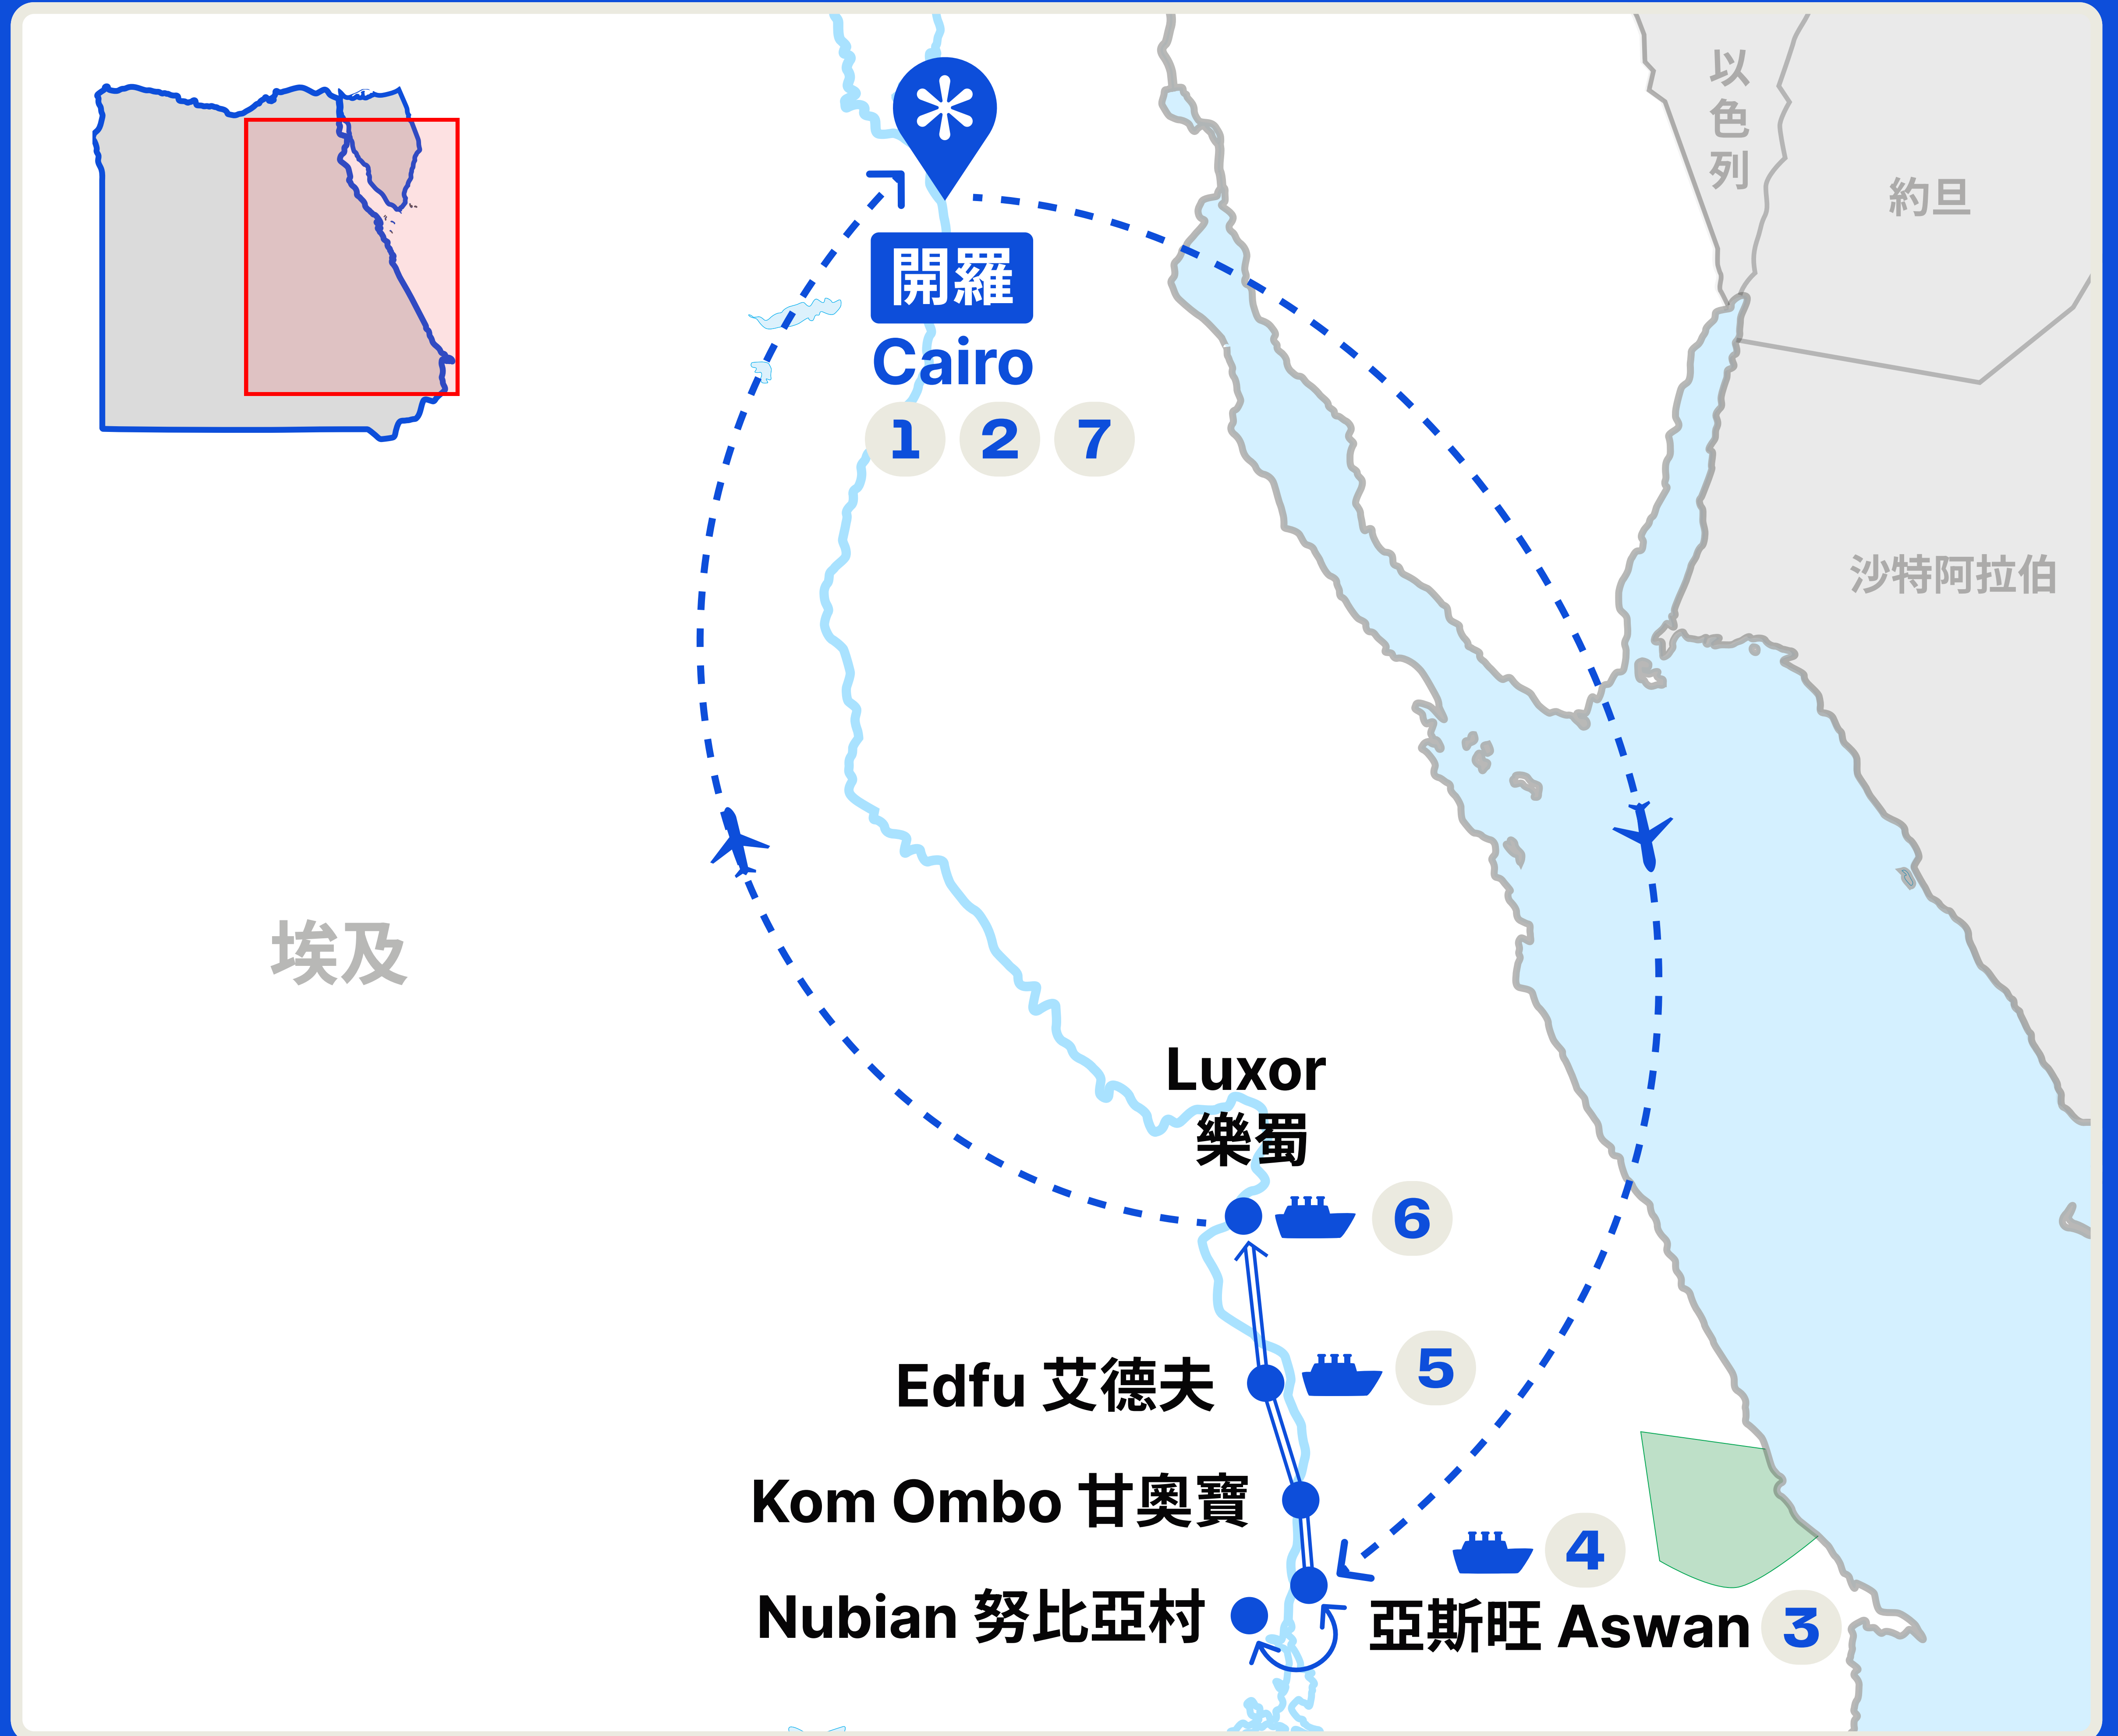 以色列
約旦
開羅
Cairo
1 2 7
沙特阿拉伯
埃及
Luxor
樂蜀
6
Edfu 艾德夫
5
Kom Ombo 甘奧寶
4
Nubian 努比亞村
亞斯旺 Aswan 3